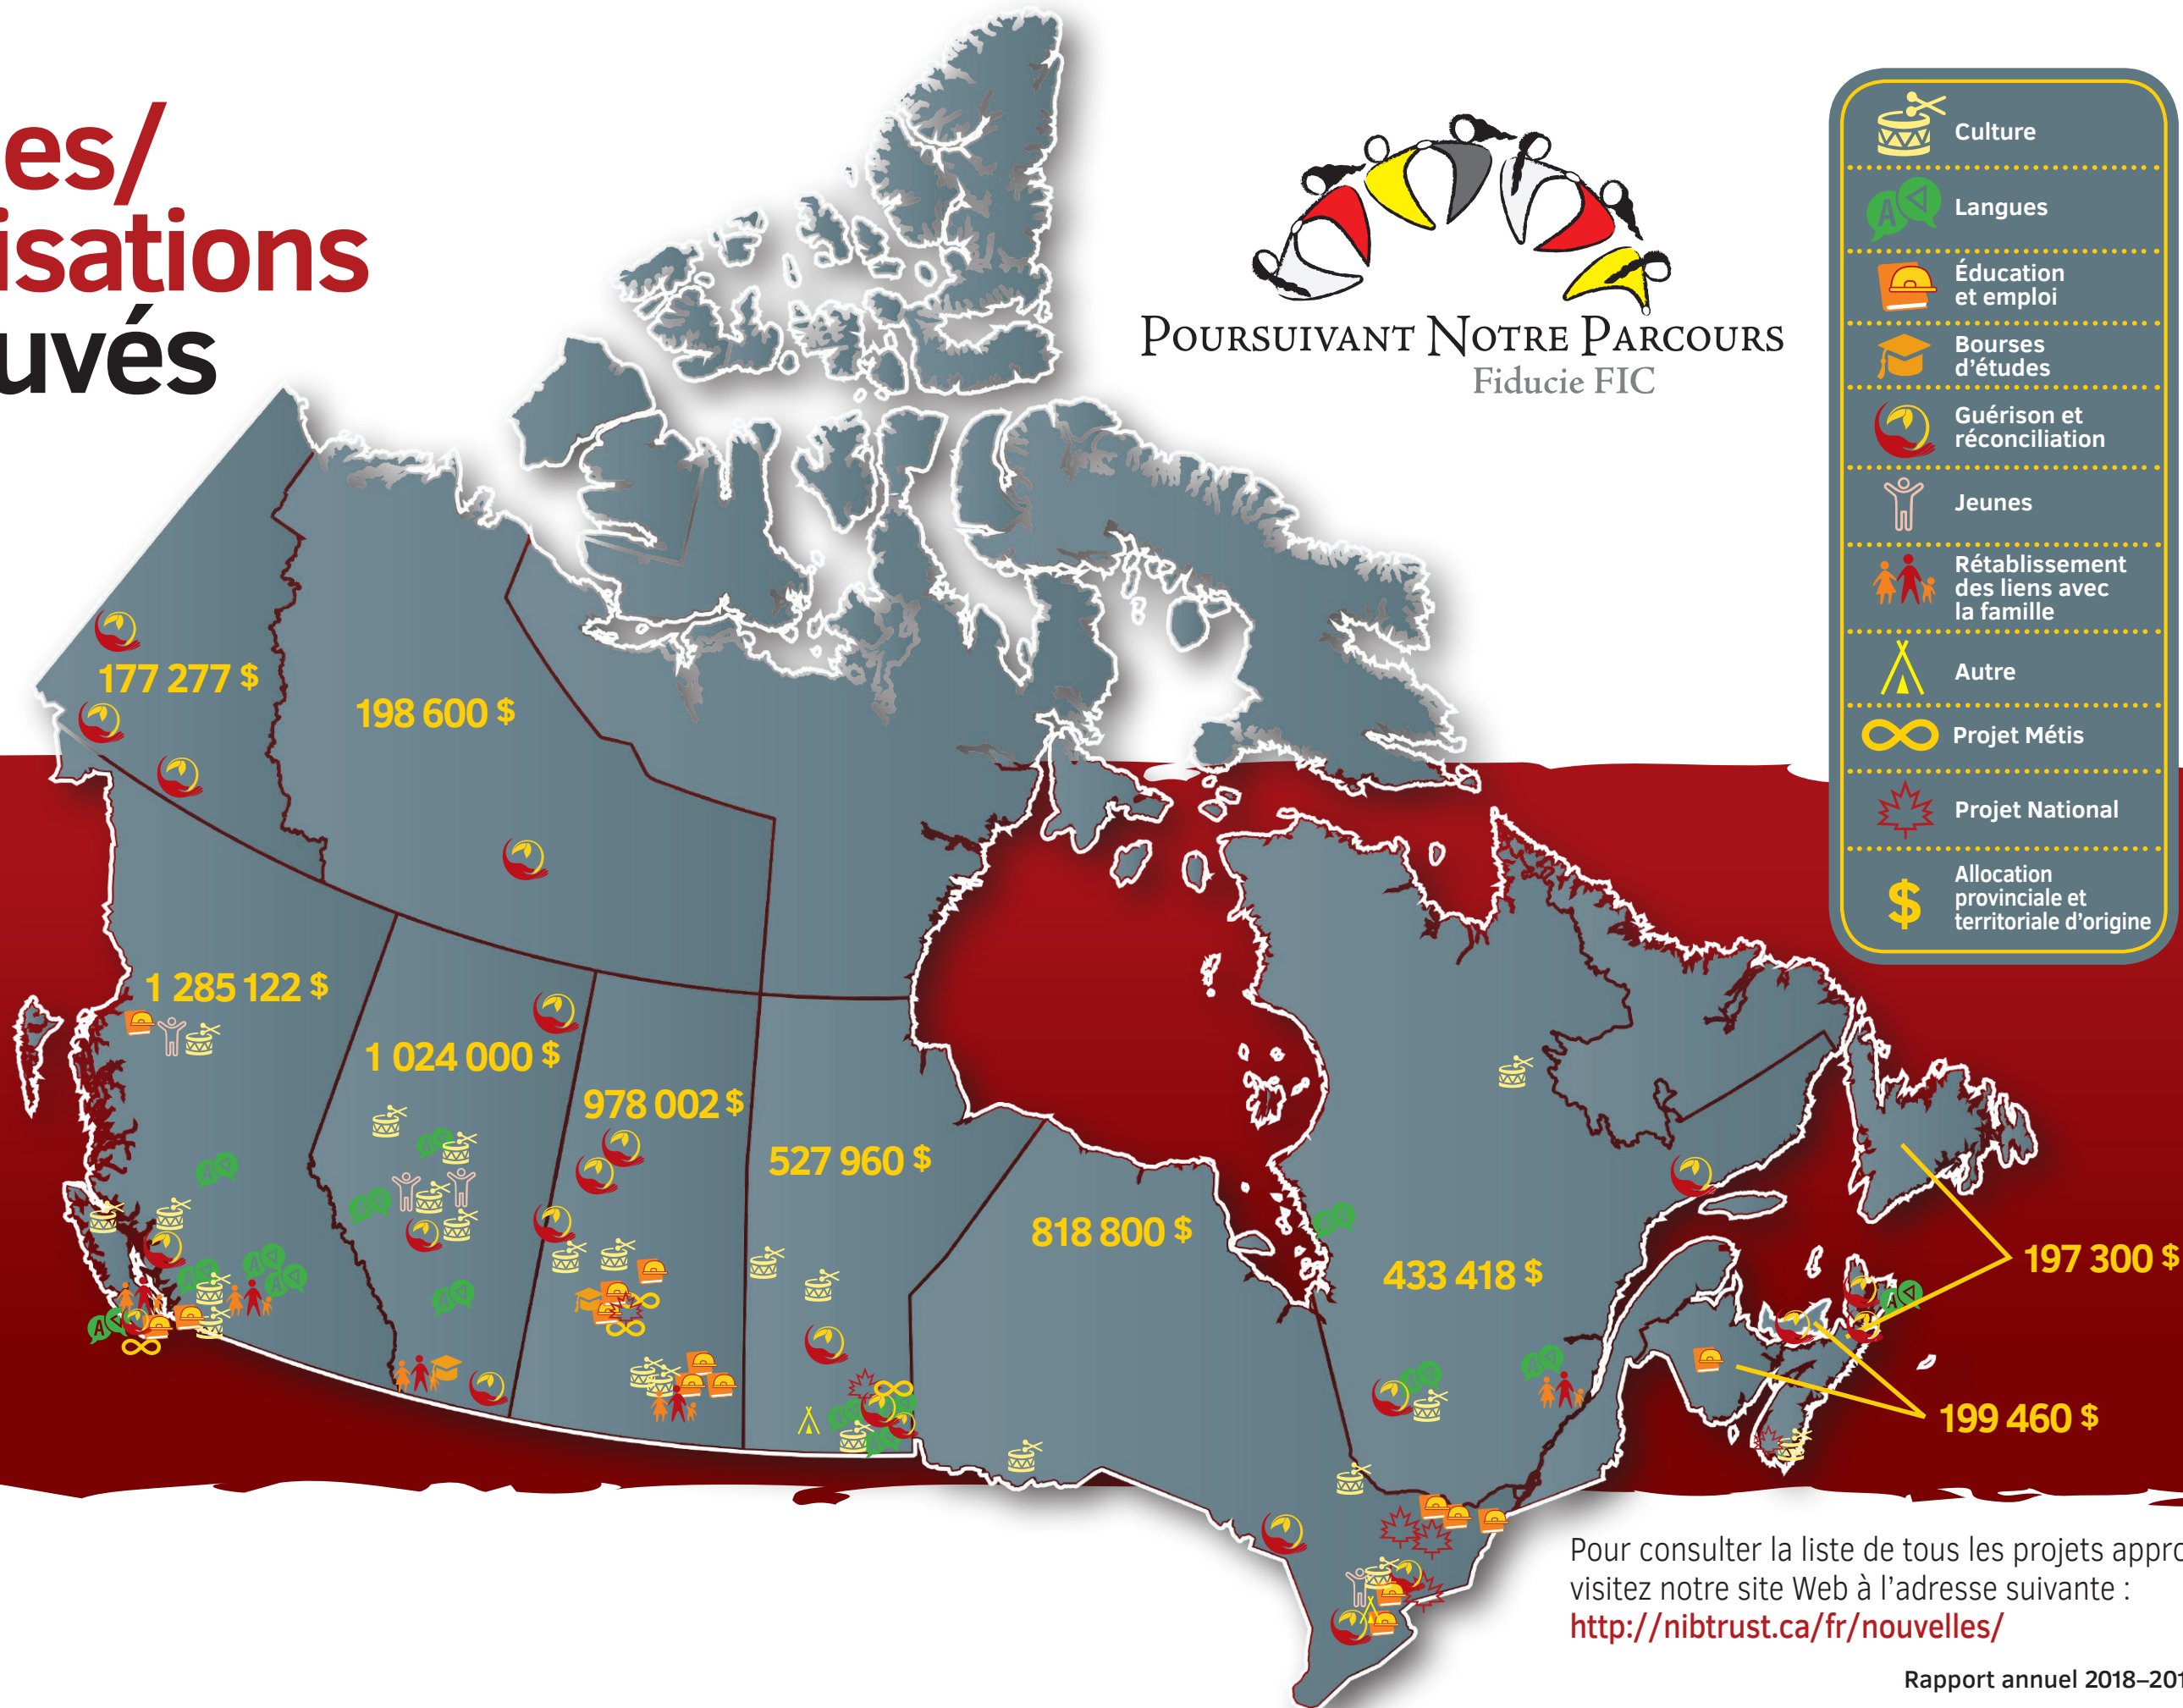 es/
isations
uvés
POURSUIVANT NOTRE PARCOURS
Fiducie FIC
Culture
Langues
Éducation
et emploi
Bourses
d'études
Guérison et
réconciliation
Jeunes
Rétablissement
des liens avec
la famille
Autre
Projet Métis
Projet National
$
Allocation
provinciale et
territoriale d'origine
177 277 $
198 600 $
1 285 122 $
1 024 000 $
978 002 $
527 960 $
818 800 $
433 418 $
197 300 $
199 460 $
Pour consulter la liste de tous les projets appro
visitez notre site Web à l'adresse suivante :
http://nibtrust.ca/fr/nouvelles/
Rapport annuel 2018–201